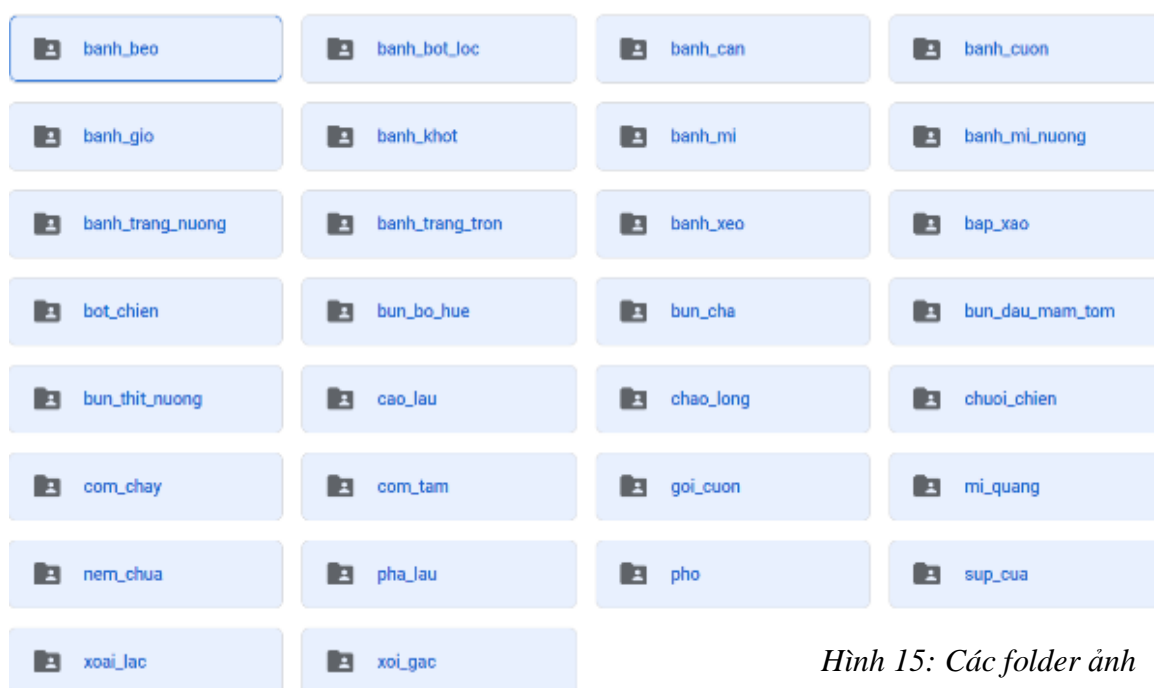 banh_beo
banh_bot_loc
banh_can
banh_cuon
banh_gio
banh_khot
banh_mi
banh_mi_nuong
banh_trang_nuong
banh_trang_tron
banh_xeo
bap_xao
bot_chien
bun_bo_hue
bun_cha
bun_dau_mam_tom
bun_thit_nuong
cao_lau
chao_long
chuoi_chien
com_chay
com_tam
goi_cuon
mi_quang
nem_chua
pha_lau
pho
sup_cua
xoai_lac
xoi_gac
Hình 15: Các folder ảnh